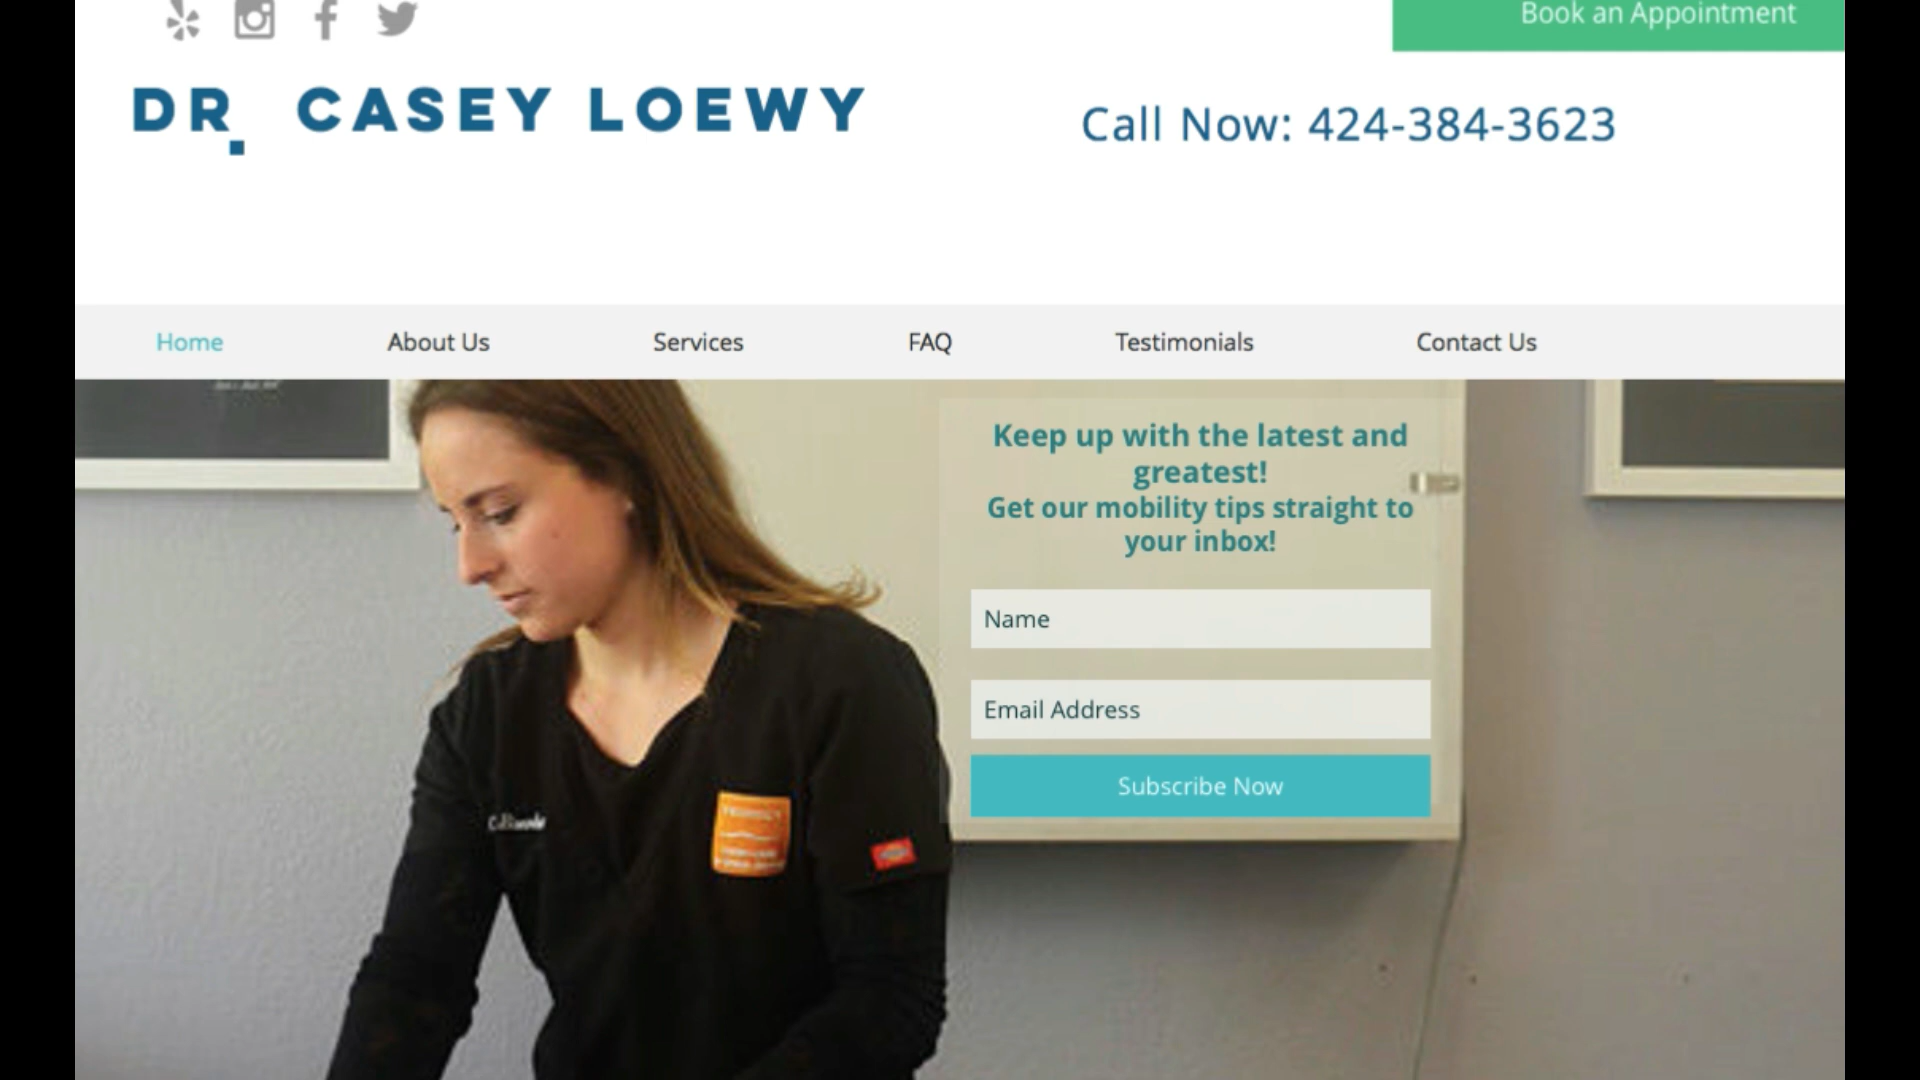 Book an Appointment
DR. CASEY LOEWY
Call Now: 424-384-3623
Home
About Us
Services
FAQ
Testimonials
Contact Us
Keep up with the latest and
greatest!
Get our mobility tips straight to
your inbox!
Name
Email Address
Subscribe Now